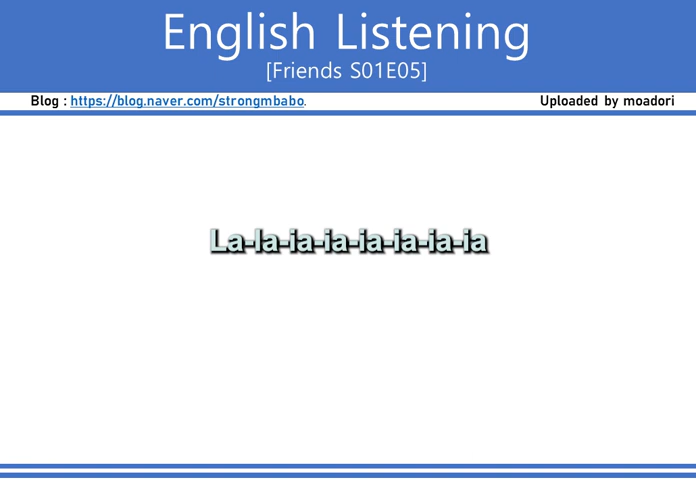 English Listening
[Friends S01E05]
Blog : https://blog.naver.com/strongmbabo.
Uploaded by moadori
La-la-ia-ia-ia-ia-ia-ia